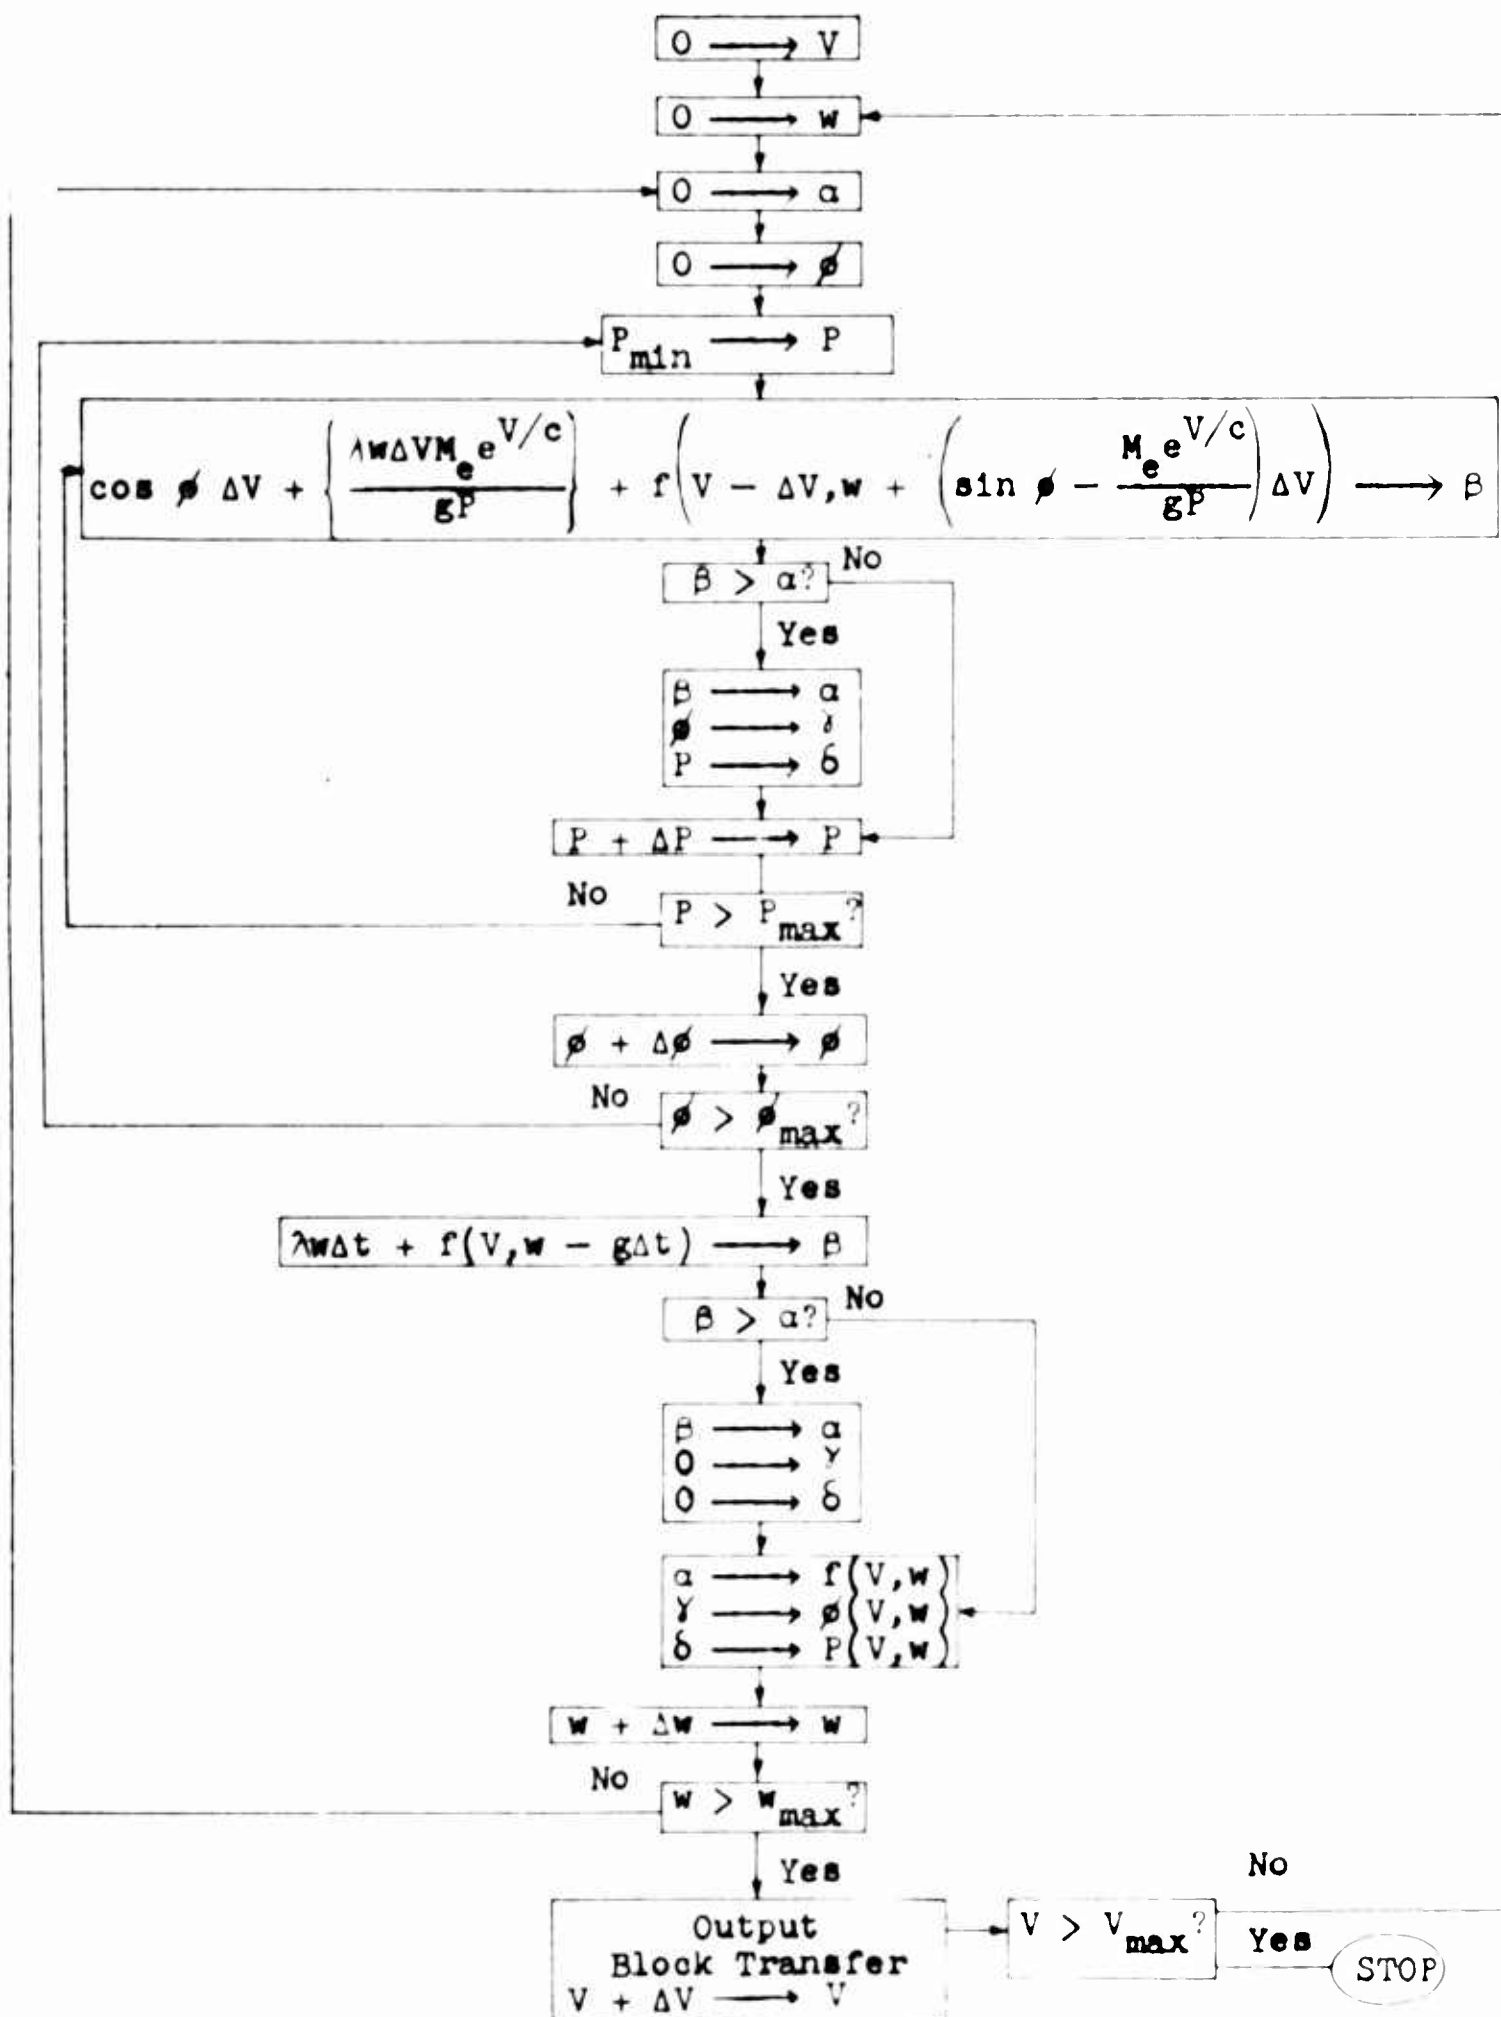 0 ⟶ V
0 ⟶ w
0 ⟶ α
0 ⟶ ø
P_min ⟶ P
cos ø ΔV + { λwΔVM_e e^{V/c} / gP } + f( V - ΔV, w + ( sin ø - M_e e^{V/c} / gP ) ΔV ) ⟶ β
β > α? No
Yes
β ⟶ α
ø ⟶ γ
P ⟶ δ
P + ΔP ⟶ P
No
P > P_max?
Yes
ø + Δø ⟶ ø
No
ø > ø_max?
Yes
λwΔt + f(V,w - gΔt) ⟶ β
β > α? No
Yes
β ⟶ α
0 ⟶ γ
0 ⟶ δ
α ⟶ f(V,w)
γ ⟶ ø(V,w)
δ ⟶ P(V,w)
w + Δw ⟶ w
No
w > w_max?
Yes
Output
Block Transfer
V + ΔV ⟶ V
V > V_max?
No
Yes
STOP